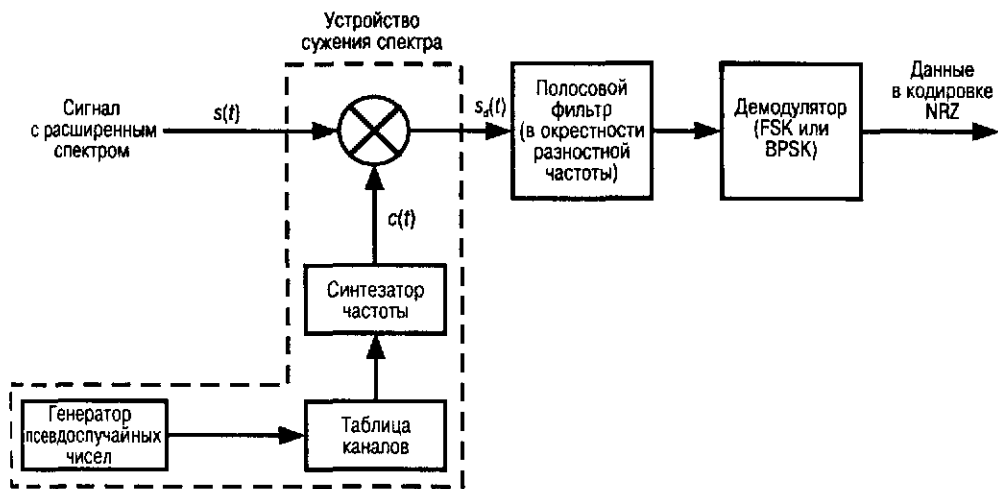 Устройство
сужения спектра
Сигнал
с расширенным
спектром
s(t)
s_d(t)
Полосовой
фильтр
(в окрестности
разностной
частоты)
Демодулятор
(FSK или
BPSK)
Данные
в кодировке
NRZ
c(t)
Синтезатор
частоты
Генератор
псевдослучайных
чисел
Таблица
каналов